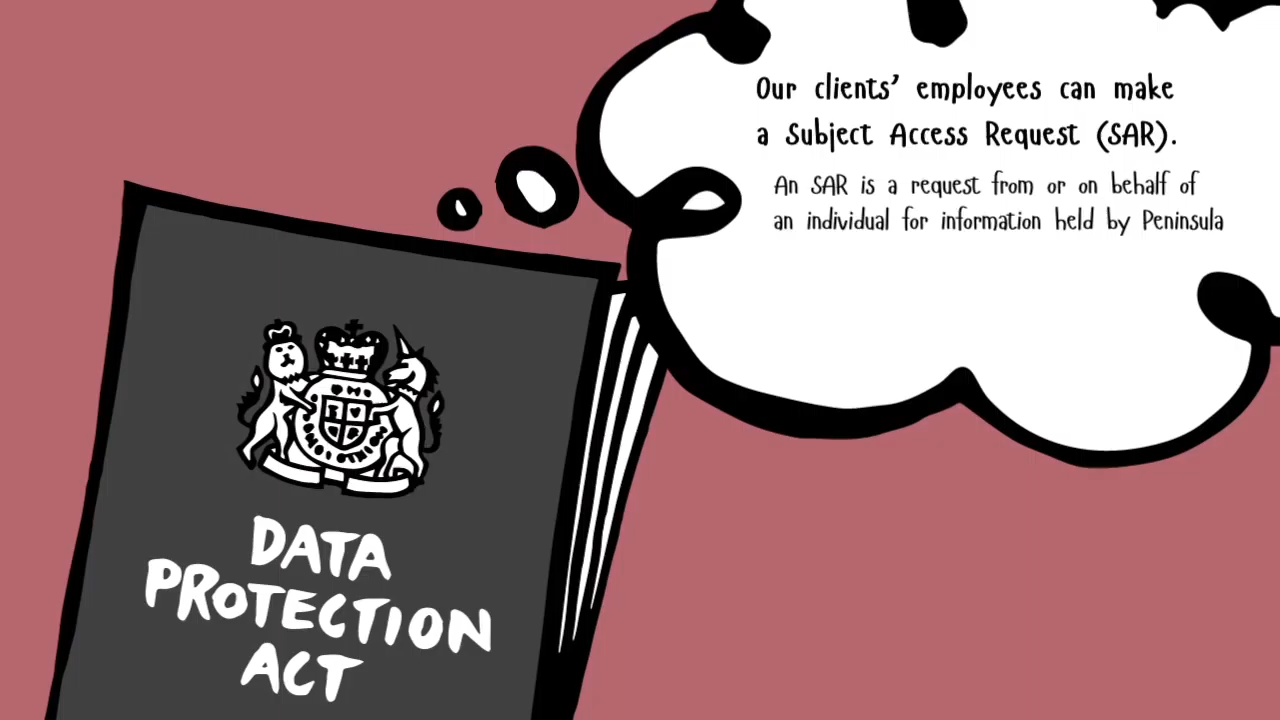 Our clients’ employees can make
a Subject Access Request (SAR).
An SAR is a request from or on behalf of
an individual for information held by Peninsula
DATA
PROTECTION
ACT